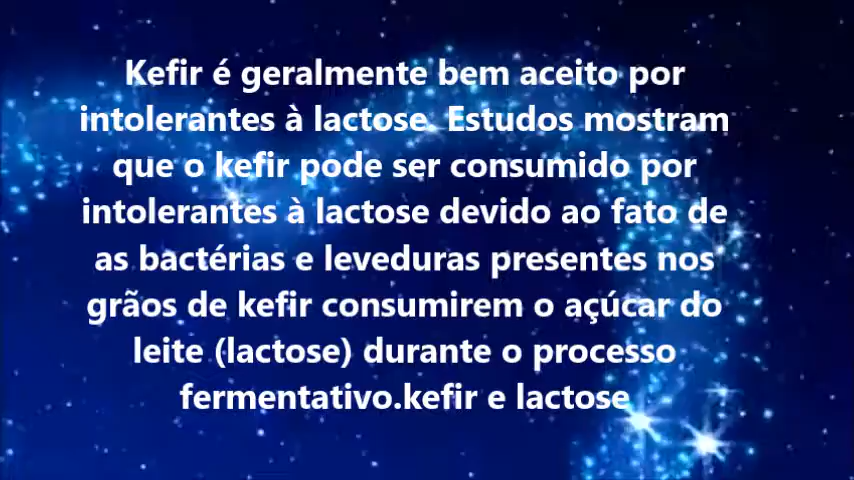 Kefir é geralmente bem aceito por
intolerantes à lactose. Estudos mostram
que o kefir pode ser consumido por
intolerantes à lactose devido ao fato de
as bactérias e leveduras presentes nos
grãos de kefir consumirem o açúcar do
leite (lactose) durante o processo
fermentativo.kefir e lactose